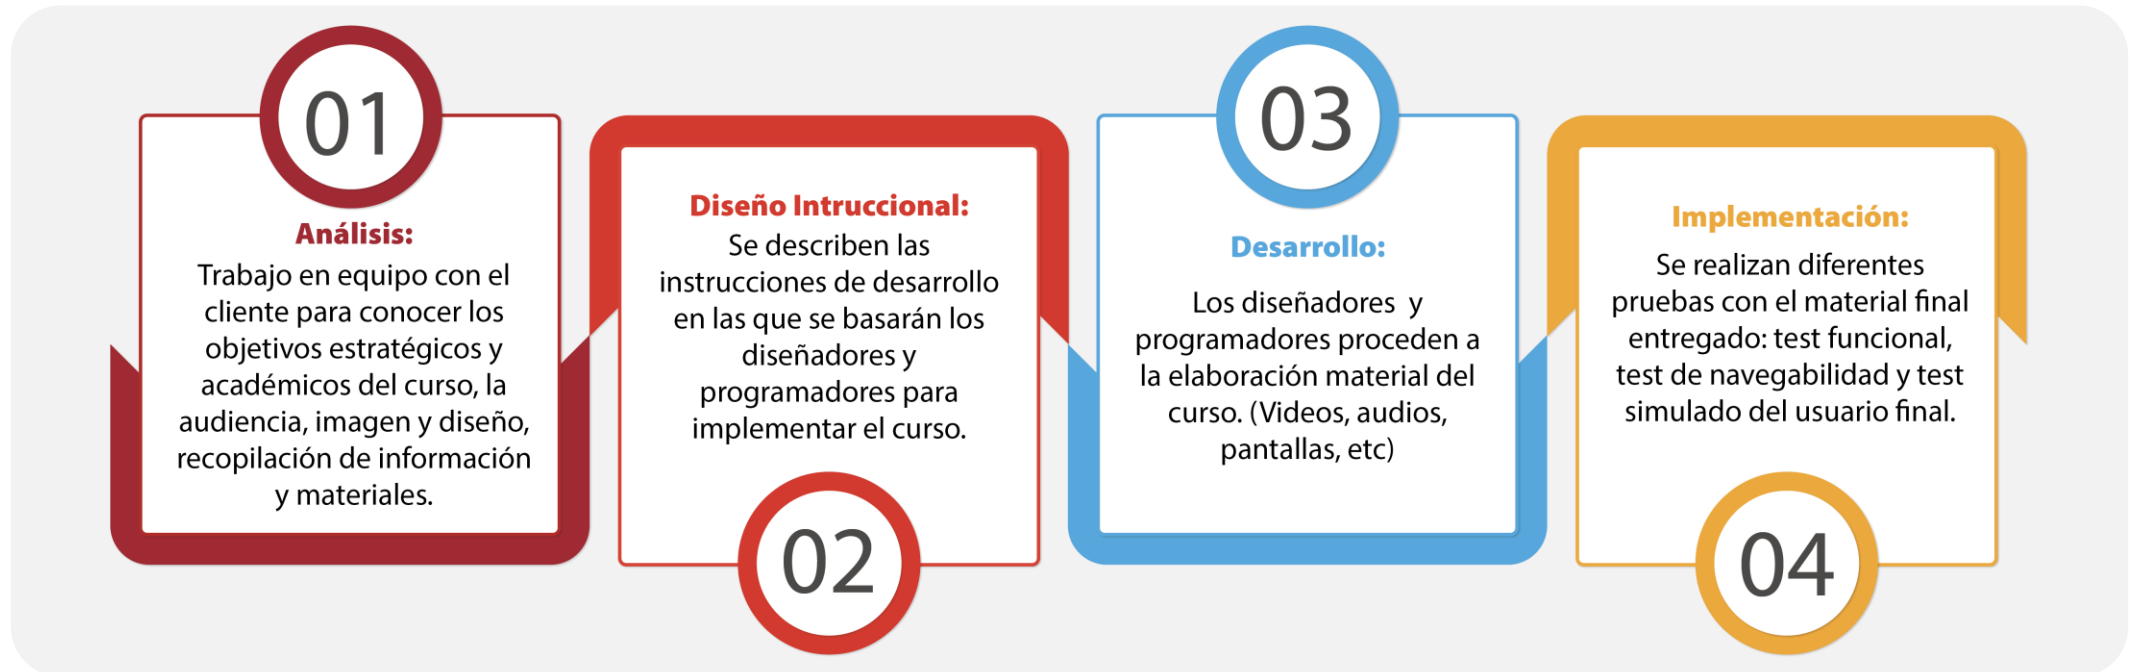 01
Análisis:
Trabajo en equipo con el
cliente para conocer los
objetivos estratégicos y
académicos del curso, la
audiencia, imagen y diseño,
recopilación de información
y materiales.
Diseño Intruccional:
Se describen las
instrucciones de desarrollo
en las que se basarán los
diseñadores y
programadores para
implementar el curso.
02
03
Desarrollo:
Los diseñadores y
programadores proceden a
la elaboración material del
curso. (Videos, audios,
pantallas, etc)
Implementación:
Se realizan diferentes
pruebas con el material final
entregado: test funcional,
test de navegabilidad y test
simulado del usuario final.
04